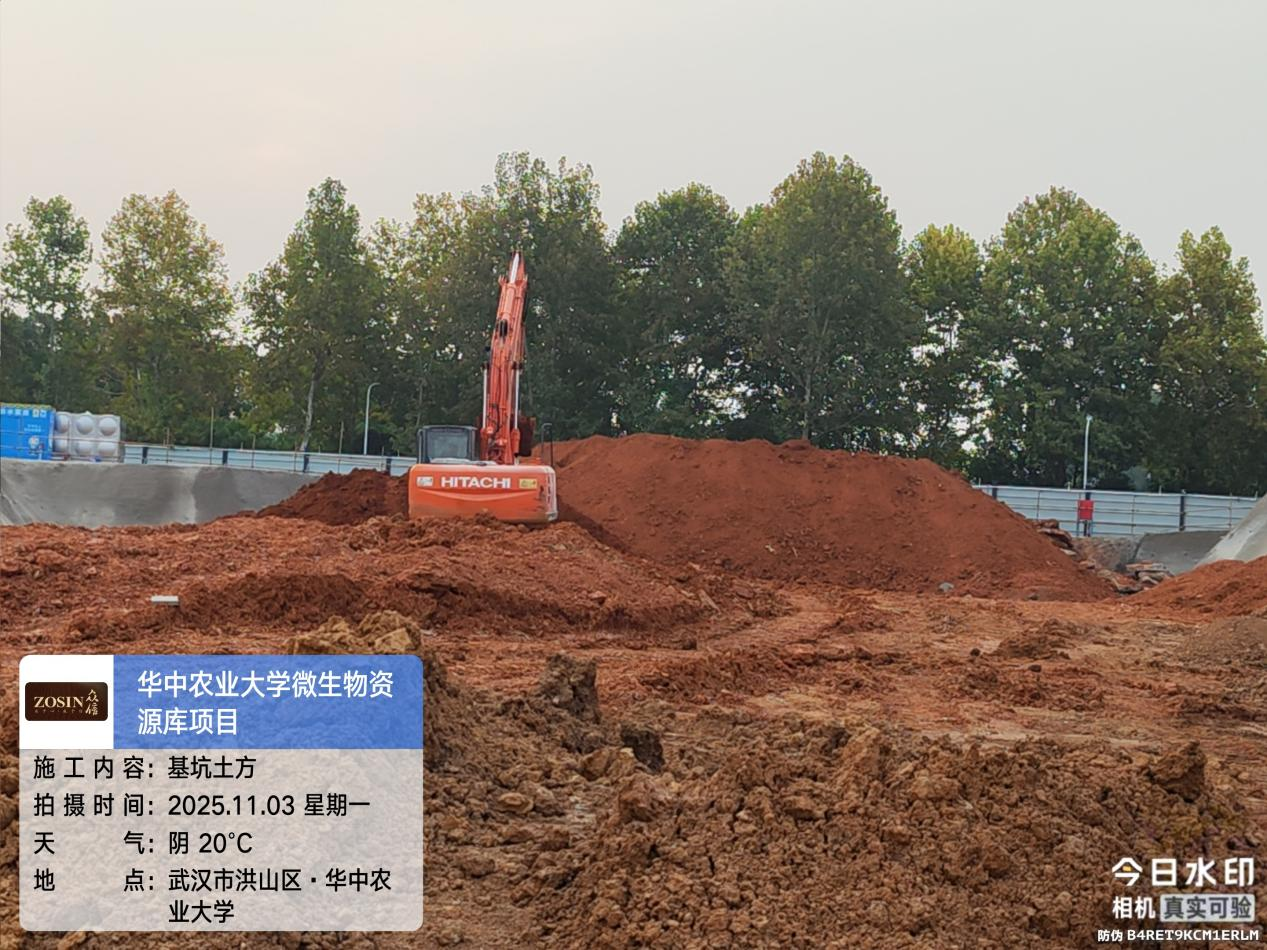 HITACHI
ZOSIN 众信
华中农业大学微生物资
源库项目
施工内容：基坑土方
拍摄时间：2025.11.03 星期一
天气：阴 20°C
地点：武汉市洪山区·华中农
业大学
今日水印
相机 真实可验
防伪 B4RET9KCM1ERLM